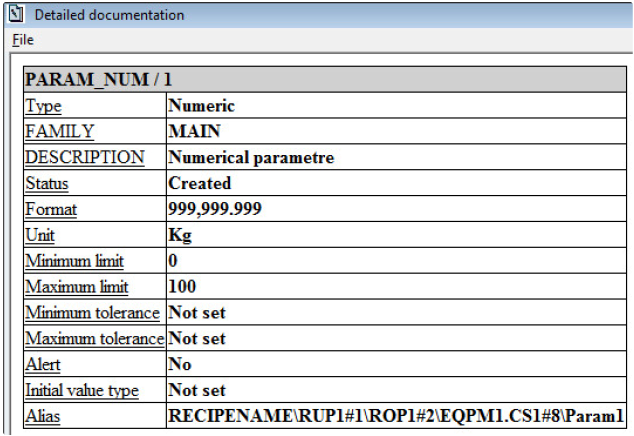 Detailed documentation
File
PARAM_NUM / 1
Type Numeric
FAMILY MAIN
DESCRIPTION Numerical parametre
Status Created
Format 999,999.999
Unit Kg
Minimum limit 0
Maximum limit 100
Minimum tolerance Not set
Maximum tolerance Not set
Alert No
Initial value type Not set
Alias RECIPENAME\RUP1#1\ROP1#2\EQPM1.CS1#8\Param1